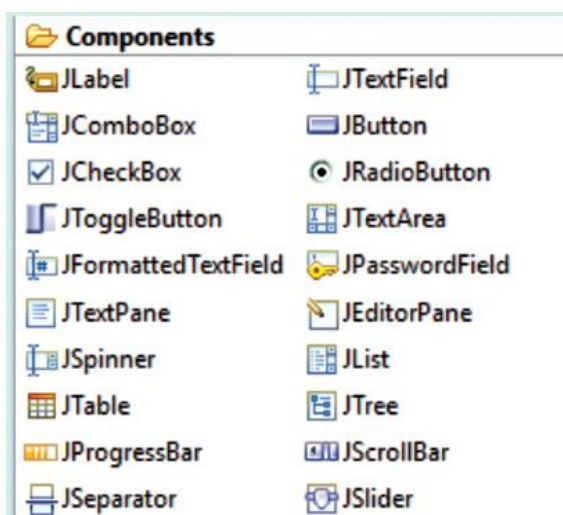 Components
JLabel JTextField
JComboBox JButton
JCheckBox JRadioButton
JToggleButton JTextArea
JFormattedTextField JPasswordField
JTextPane JEditorPane
JSpinner JList
JTable JTree
JProgressBar JScrollBar
JSeparator JSlider